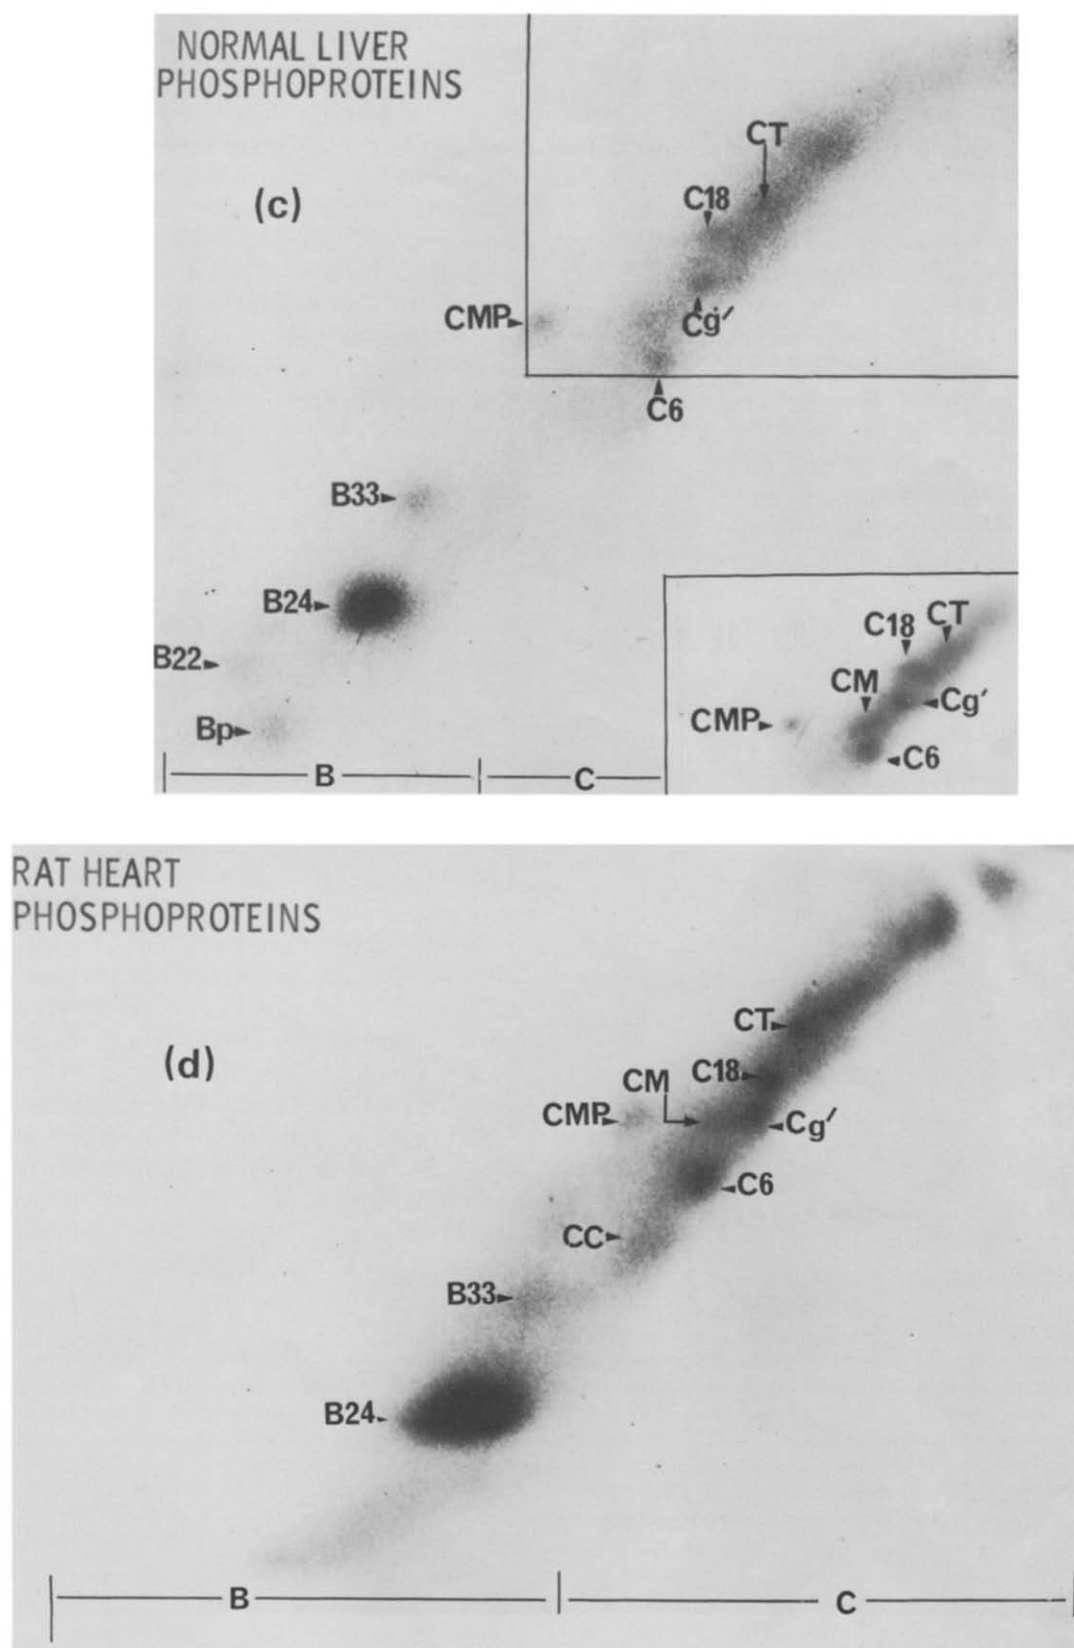 NORMAL LIVER
PHOSPHOPROTEINS
(c)
CT
C18
CMP
Cg′
C6
B33
B24
B22
Bp
B
C
C18
CT
CM
Cg′
CMP
C6
RAT HEART
PHOSPHOPROTEINS
(d)
CT
C18
CM
CMP
Cg′
C6
CC
B33
B24
B
C